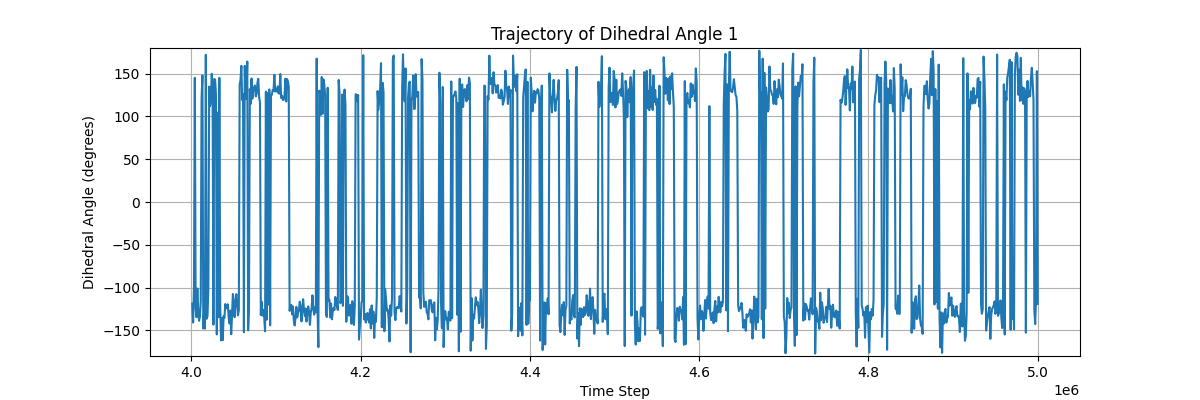 Trajectory of Dihedral Angle 1
Dihedral Angle (degrees)
150
100
50
0
−50
−100
−150
4.0 4.2 4.4 4.6 4.8 5.0
1e6
Time Step